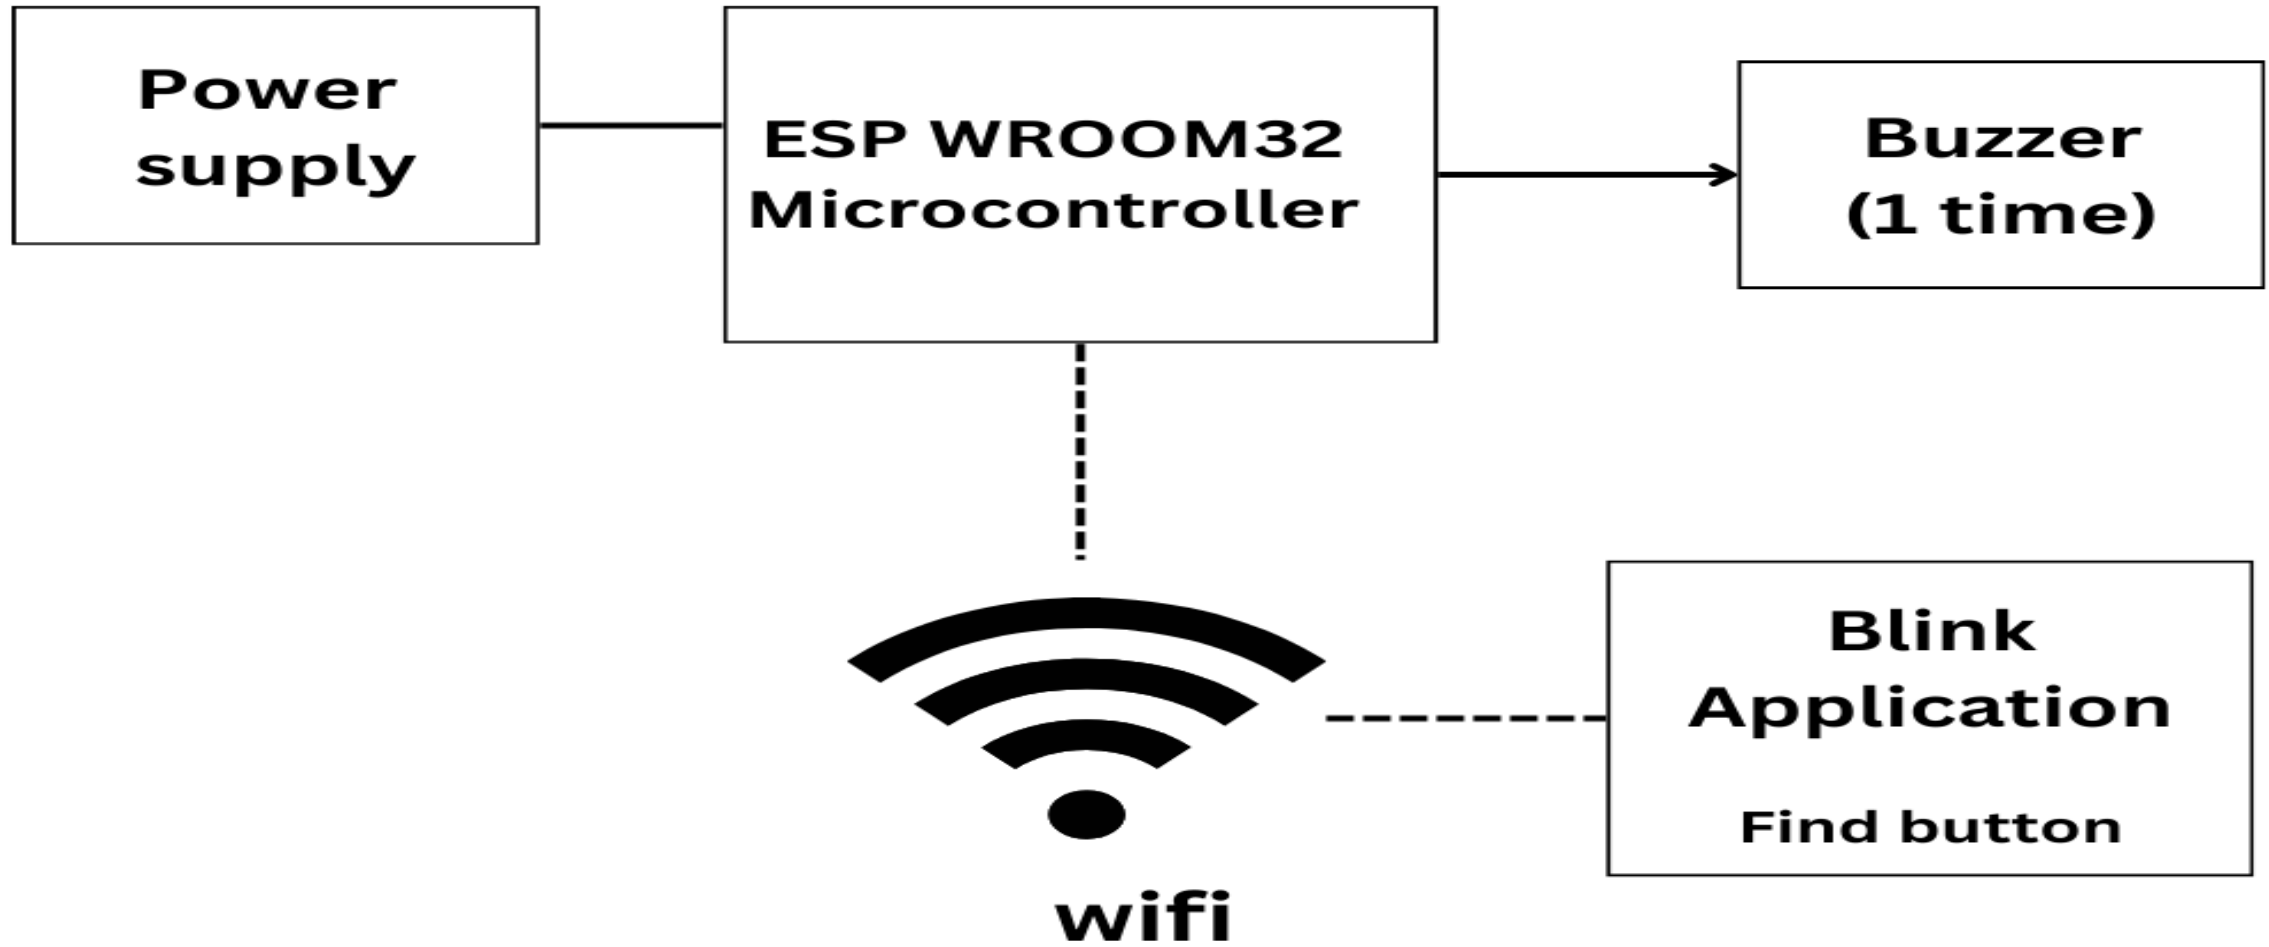 Power
supply
ESP WROOM32
Microcontroller
Buzzer
(1 time)
Blink
Application
Find button
wifi